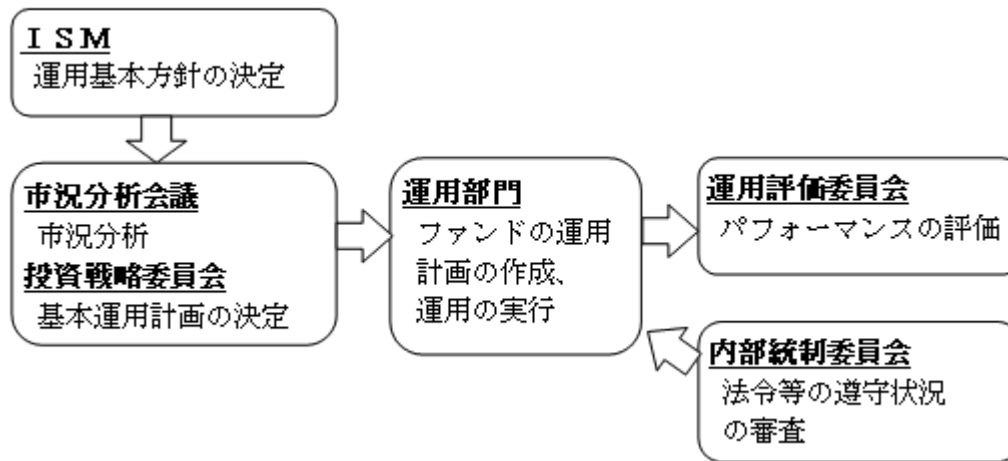 ＩＳＭ
運用基本方針の決定
市況分析会議
市況分析
投資戦略委員会
基本運用計画の決定
運用部門
ファンドの運用
計画の作成、
運用の実行
運用評価委員会
パフォーマンスの評価
内部統制委員会
法令等の遵守状況
の審査